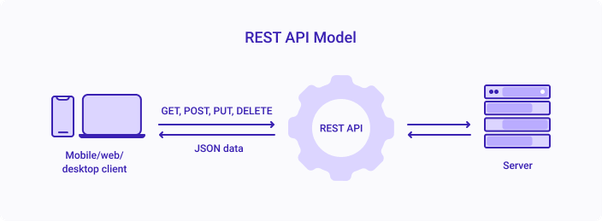 REST API Model
GET, POST, PUT, DELETE
REST API
JSON data
Mobile/web/
desktop client
Server